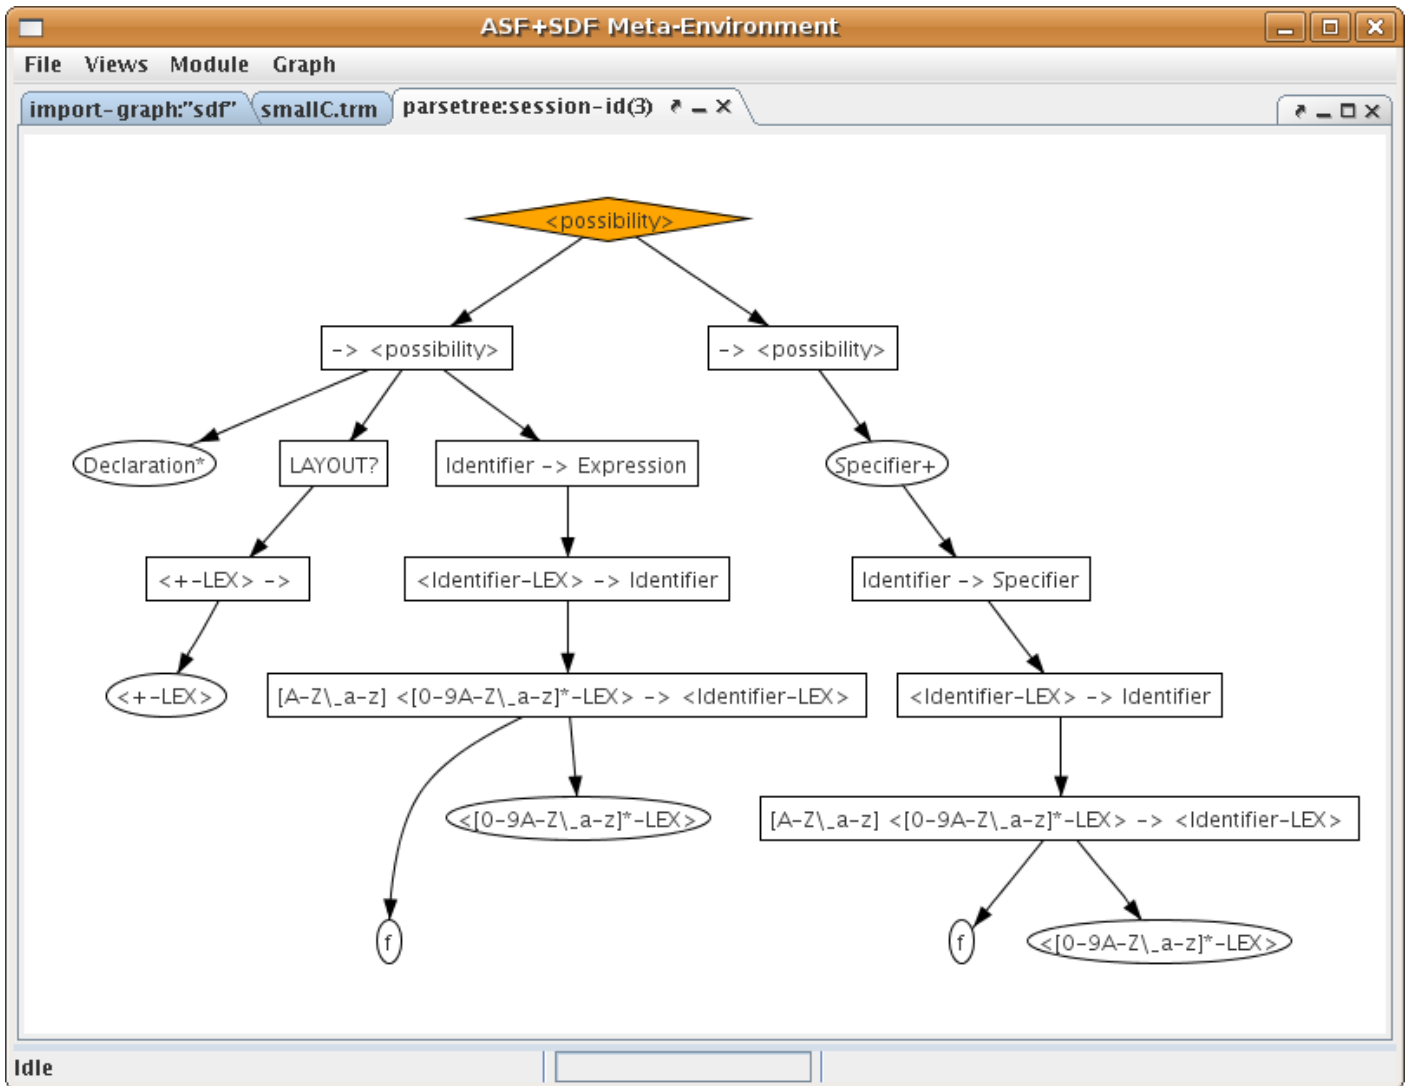 ASF+SDF Meta-Environment
File Views Module Graph
import-graph:"sdf" smallC.trm parsetree:session-id(3)
<possibility>
-> <possibility> -> <possibility>
Declaration* LAYOUT? Identifier -> Expression Specifier+
<+-LEX> -> <Identifier-LEX> -> Identifier Identifier -> Specifier
<+-LEX> [A-Z\_a-z] <[0-9A-Z\_a-z]*-LEX> -> <Identifier-LEX> <Identifier-LEX> -> Identifier
<[0-9A-Z\_a-z]*-LEX> [A-Z\_a-z] <[0-9A-Z\_a-z]*-LEX> -> <Identifier-LEX>
f f <[0-9A-Z\_a-z]*-LEX>
Idle